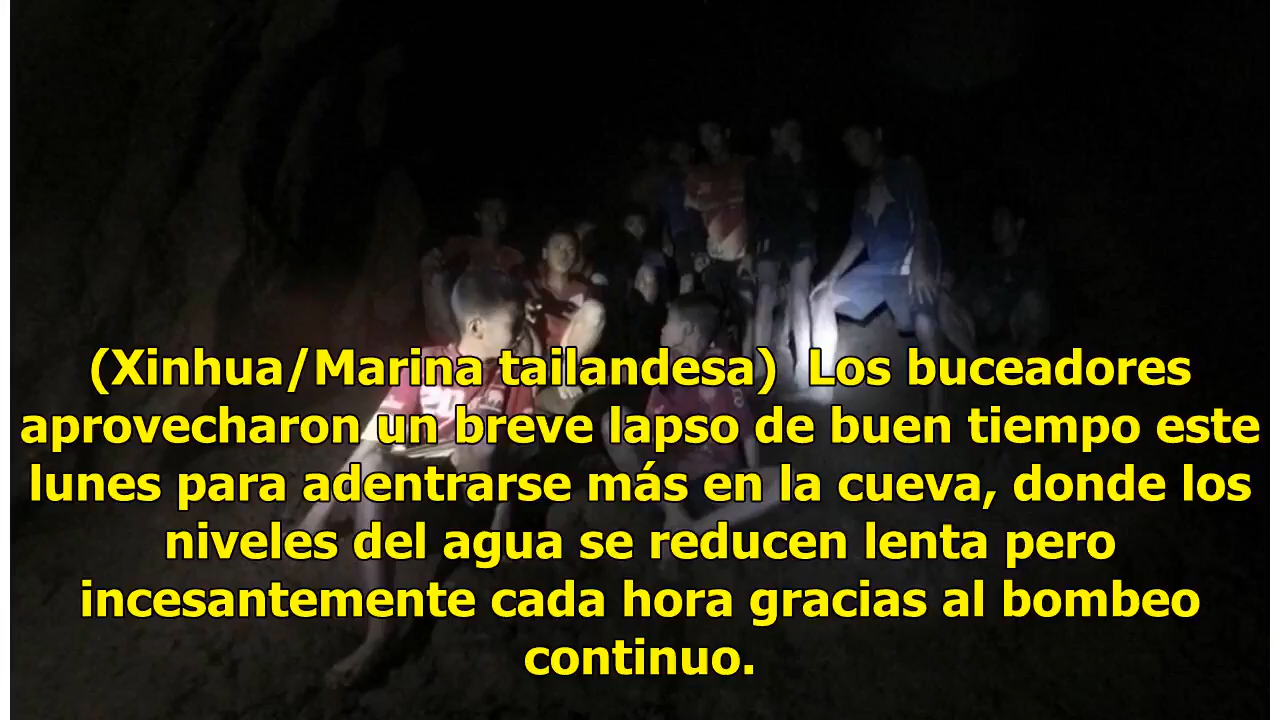 (Xinhua/Marina tailandesa)  Los buceadores
aprovecharon un breve lapso de buen tiempo este
lunes para adentrarse más en la cueva, donde los
niveles del agua se reducen lenta pero
incesantemente cada hora gracias al bombeo
continuo.